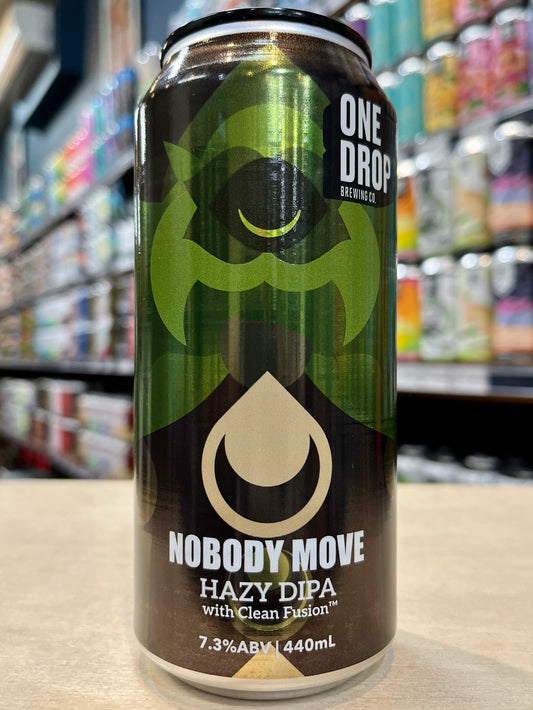 ONE
DROP
BREWING CO.
NOBODY MOVE
HAZY DIPA
with Clean Fusion™
7.3%ABV | 440mL